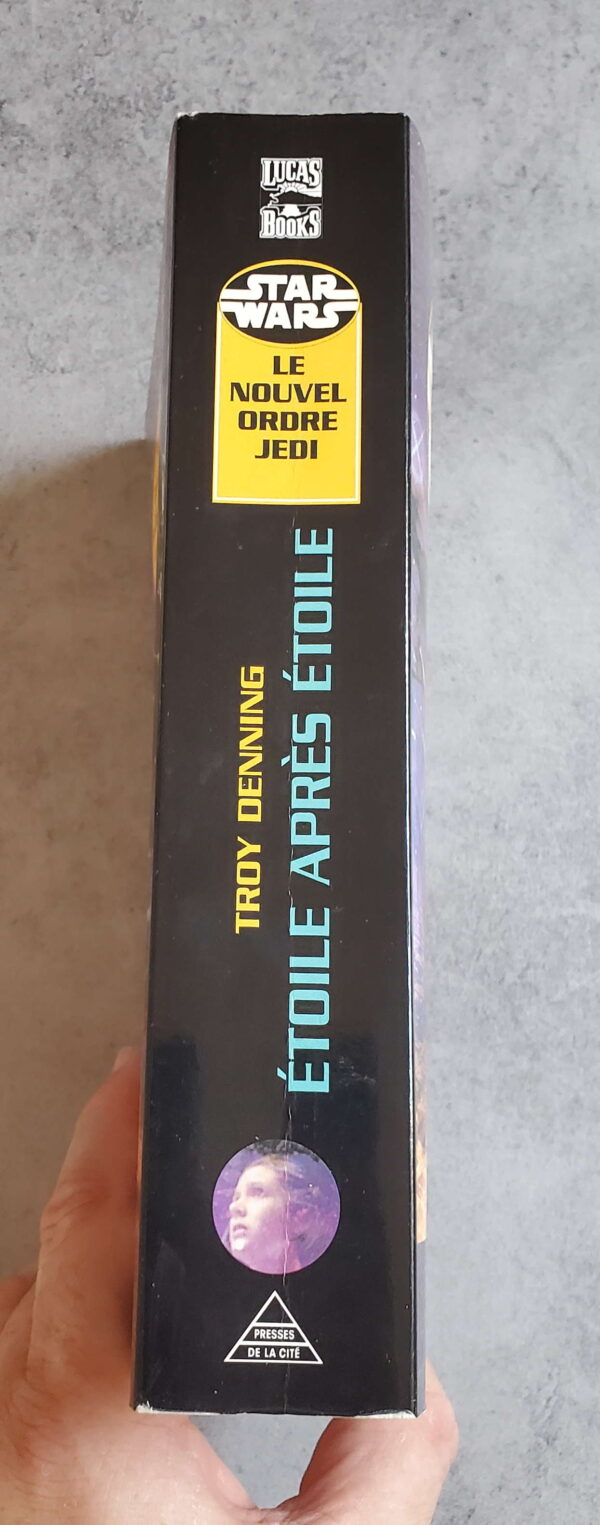 LUCAS
BOOKS
STAR
WARS
LE
NOUVEL
ORDRE
JEDI
TROY DENNING
ÉTOILE APRÈS ÉTOILE
PRESSES
DE LA CITÉ